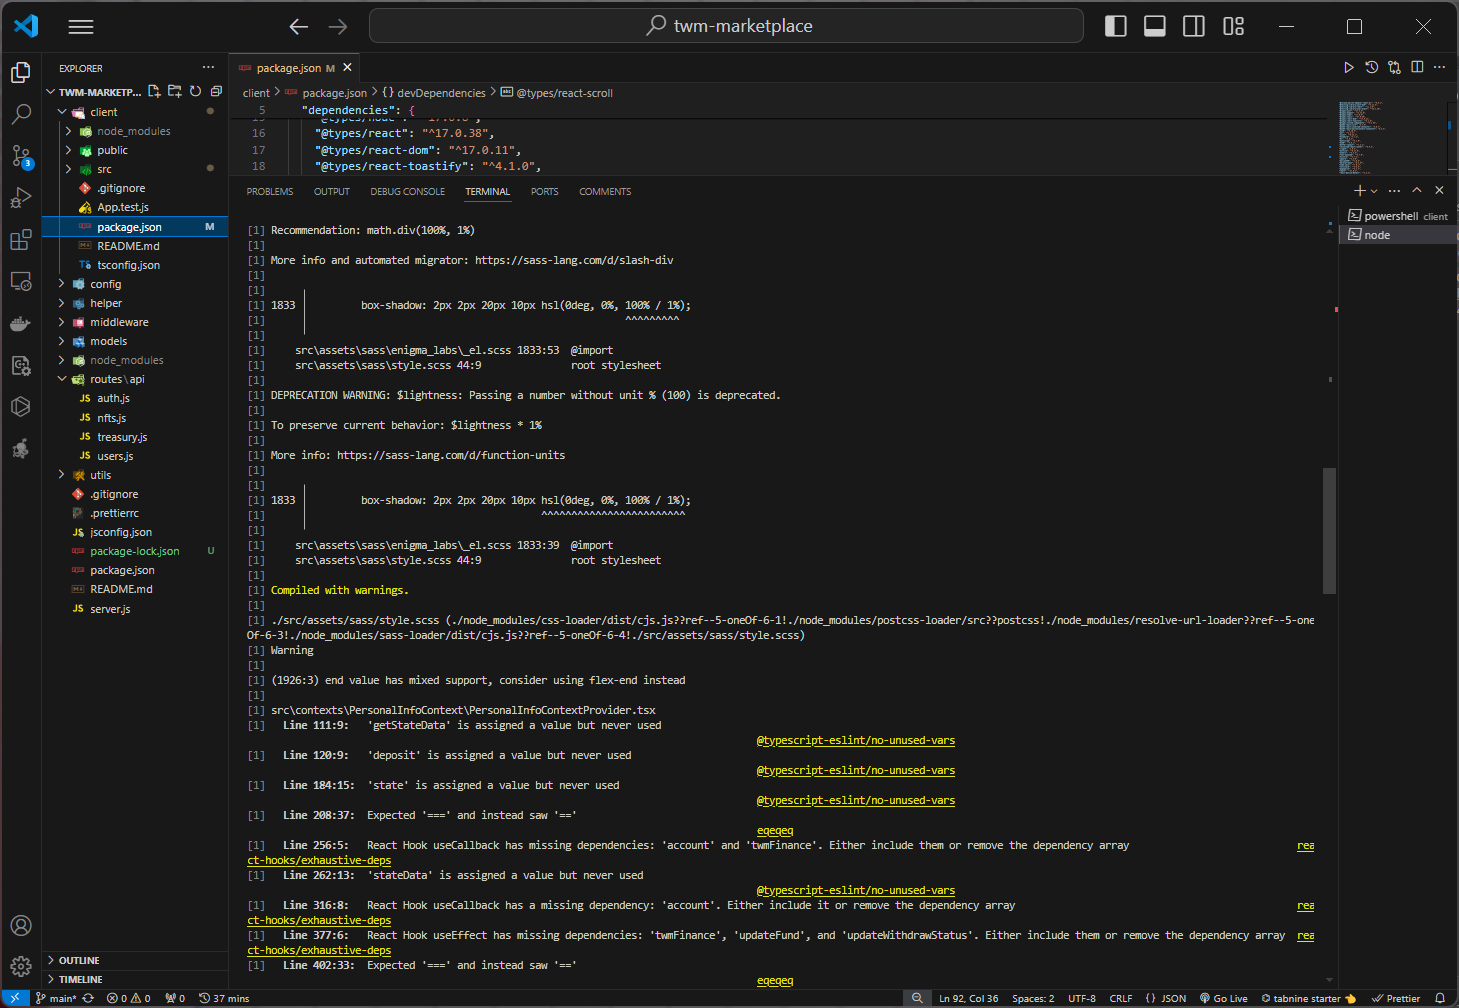 twm-marketplace
EXPLORER
TWM-MARKETP...
client
node_modules
public
src
.gitignore
App.test.js
package.json M
README.md
tsconfig.json
config
helper
middleware
models
node_modules
routes\api
auth.js
nfts.js
treasury.js
users.js
utils
.gitignore
.prettierrc
jsconfig.json
package-lock.json U
package.json
README.md
server.js
OUTLINE
TIMELINE
package.json M
client > package.json > {} devDependencies > @types/react-scroll
5 "dependencies": {
16 "@types/react": "^17.0.38",
17 "@types/react-dom": "^17.0.11",
18 "@types/react-toastify": "^4.1.0",
PROBLEMS OUTPUT DEBUG CONSOLE TERMINAL PORTS COMMENTS
powershell client
node
[1] Recommendation: math.div(100%, 1%)
[1]
[1] More info and automated migrator: https://sass-lang.com/d/slash-div
[1]
[1]
[1] 1833 │ box-shadow: 2px 2px 20px 10px hsl(0deg, 0%, 100% / 1%);
[1] │ ^^^^^^^^^
[1]
[1] src\assets\sass\enigma_labs\_el.scss 1833:53 @import
[1] src\assets\sass\style.scss 44:9 root stylesheet
[1]
[1] DEPRECATION WARNING: $lightness: Passing a number without unit % (100) is deprecated.
[1]
[1] To preserve current behavior: $lightness * 1%
[1]
[1] More info: https://sass-lang.com/d/function-units
[1]
[1]
[1] 1833 │ box-shadow: 2px 2px 20px 10px hsl(0deg, 0%, 100% / 1%);
[1] │ ^^^^^^^^^^^^^^^^^^^^^^^^
[1]
[1] src\assets\sass\enigma_labs\_el.scss 1833:39 @import
[1] src\assets\sass\style.scss 44:9 root stylesheet
[1]
[1] Compiled with warnings.
[1]
[1] ./src/assets/sass/style.scss (./node_modules/css-loader/dist/cjs.js??ref--5-oneOf-6-1!./node_modules/postcss-loader/src??postcss!./node_modules/resolve-url-loader??ref--5-one
Of-6-3!./node_modules/sass-loader/dist/cjs.js??ref--5-oneOf-6-4!./src/assets/sass/style.scss)
[1] Warning
[1]
[1] (1926:3) end value has mixed support, consider using flex-end instead
[1]
[1] src\contexts\PersonalInfoContext\PersonalInfoContextProvider.tsx
[1] Line 111:9: 'getStateData' is assigned a value but never used
@typescript-eslint/no-unused-vars
[1] Line 120:9: 'deposit' is assigned a value but never used
@typescript-eslint/no-unused-vars
[1] Line 184:15: 'state' is assigned a value but never used
@typescript-eslint/no-unused-vars
[1] Line 208:37: Expected '===' and instead saw '=='
eqeqeq
[1] Line 256:5: React Hook useCallback has missing dependencies: 'account' and 'twmFinance'. Either include them or remove the dependency array rea
ct-hooks/exhaustive-deps
[1] Line 262:13: 'stateData' is assigned a value but never used
@typescript-eslint/no-unused-vars
[1] Line 316:8: React Hook useCallback has a missing dependency: 'account'. Either include it or remove the dependency array rea
ct-hooks/exhaustive-deps
[1] Line 377:6: React Hook useEffect has missing dependencies: 'twmFinance', 'updateFund', and 'updateWithdrawStatus'. Either include them or remove the dependency array rea
ct-hooks/exhaustive-deps
[1] Line 402:33: Expected '===' and instead saw '=='
eqeqeq
main* 0 0 0 37 mins Ln 92, Col 36 Spaces: 2 UTF-8 CRLF {} JSON Go Live tabnine starter Prettier